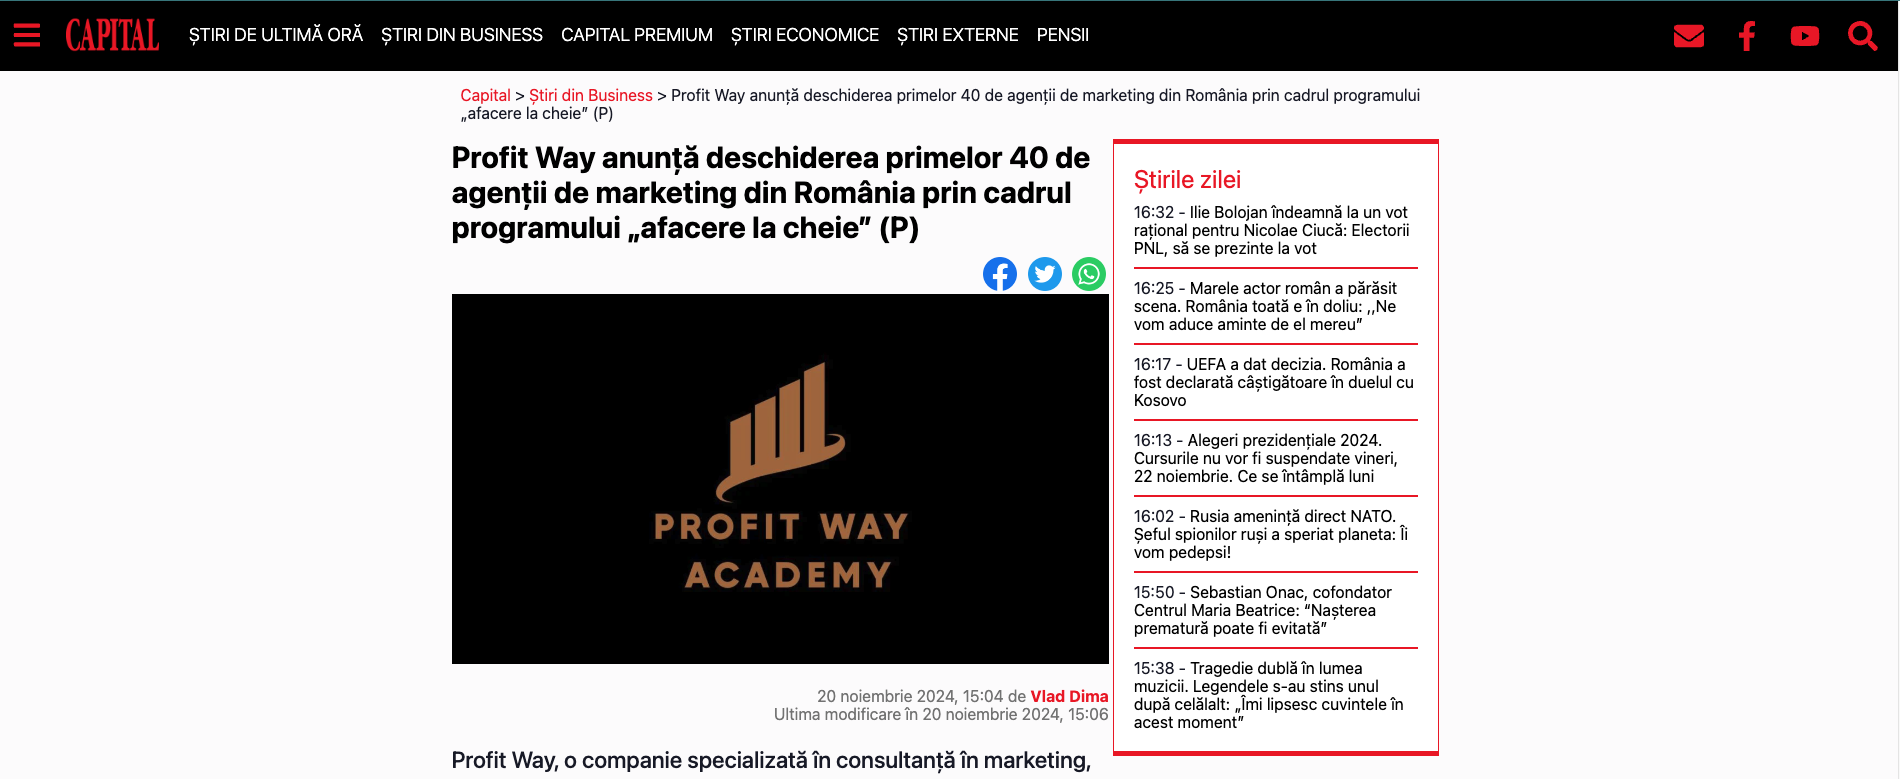 CAPITAL
ȘTIRI DE ULTIMĂ ORĂ ȘTIRI DIN BUSINESS CAPITAL PREMIUM ȘTIRI ECONOMICE ȘTIRI EXTERNE PENSII
Capital > Știri din Business > Profit Way anunță deschiderea primelor 40 de agenții de marketing din România prin cadrul programului
„afacere la cheie” (P)
Profit Way anunță deschiderea primelor 40 de
agenții de marketing din România prin cadrul
programului „afacere la cheie” (P)
PROFIT WAY
ACADEMY
20 noiembrie 2024, 15:04 de Vlad Dima
Ultima modificare în 20 noiembrie 2024, 15:06
Profit Way, o companie specializată în consultanță în marketing,
Știrile zilei
16:32 - Ilie Bolojan îndeamnă la un vot
rațional pentru Nicolae Ciucă: Electorii
PNL, să se prezinte la vot
16:25 - Marele actor român a părăsit
scena. România toată e în doliu: ,,Ne
vom aduce aminte de el mereu”
16:17 - UEFA a dat decizia. România a
fost declarată câștigătoare în duelul cu
Kosovo
16:13 - Alegeri prezidențiale 2024.
Cursurile nu vor fi suspendate vineri,
22 noiembrie. Ce se întâmplă luni
16:02 - Rusia amenință direct NATO.
Șeful spionilor ruși a speriat planeta: Îi
vom pedepsi!
15:50 - Sebastian Onac, cofondator
Centrul Maria Beatrice: “Nașterea
prematură poate fi evitată”
15:38 - Tragedie dublă în lumea
muzicii. Legendele s-au stins unul
după celălalt: „Îmi lipsesc cuvintele în
acest moment”